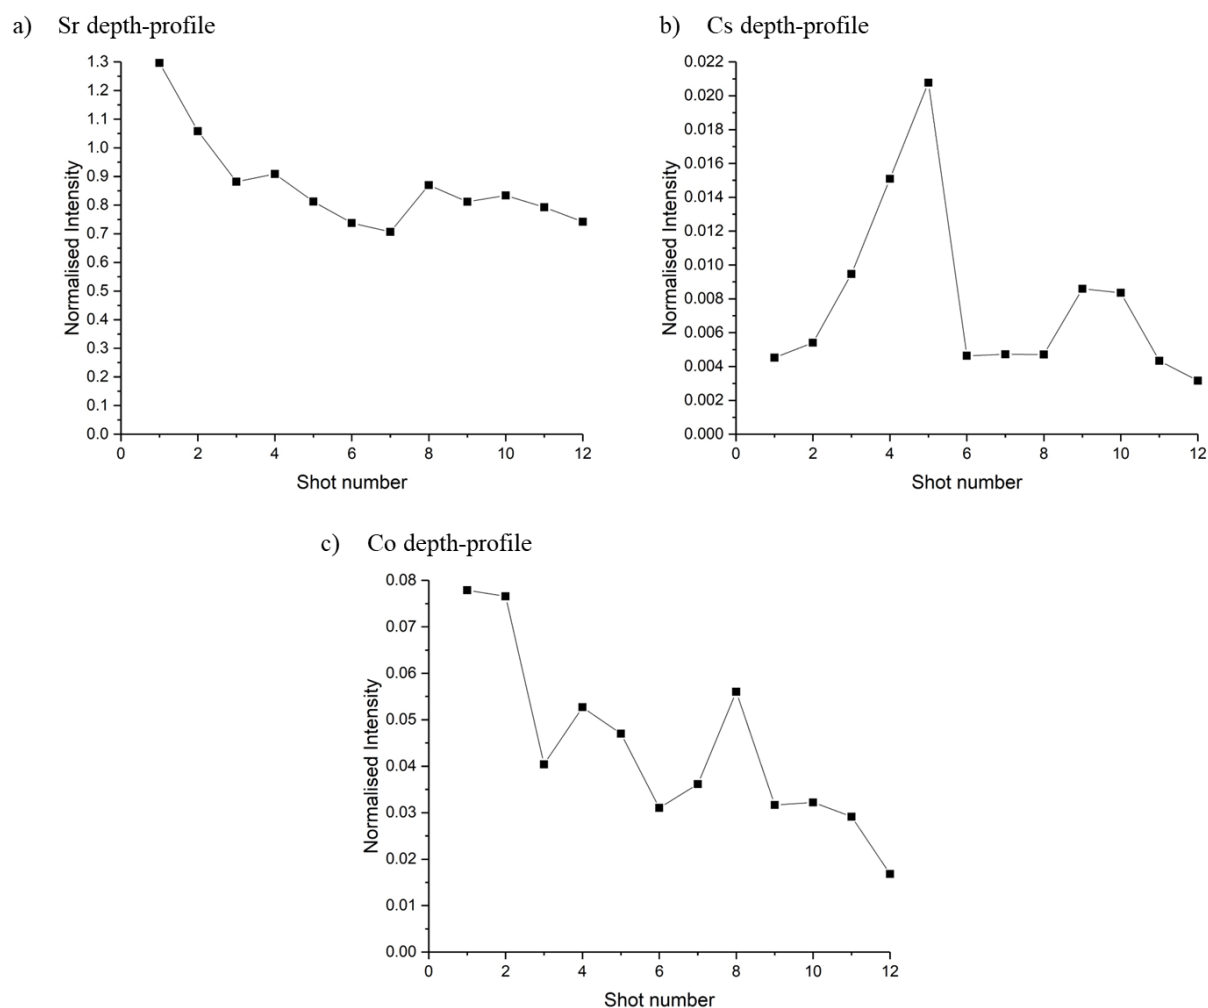 a) Sr depth-profile
1.3
1.2
1.1
1.0
0.9
0.8
0.7
0.6
0.5
0.4
0.3
0.2
0.1
0.0
Normalised Intensity
0 2 4 6 8 10 12
Shot number
b) Cs depth-profile
0.022
0.020
0.018
0.016
0.014
0.012
0.010
0.008
0.006
0.004
0.002
0.000
Normalised Intensity
0 2 4 6 8 10 12
Shot number
c) Co depth-profile
0.08
0.07
0.06
0.05
0.04
0.03
0.02
0.01
0.00
Normalised Intensity
0 2 4 6 8 10 12
Shot number